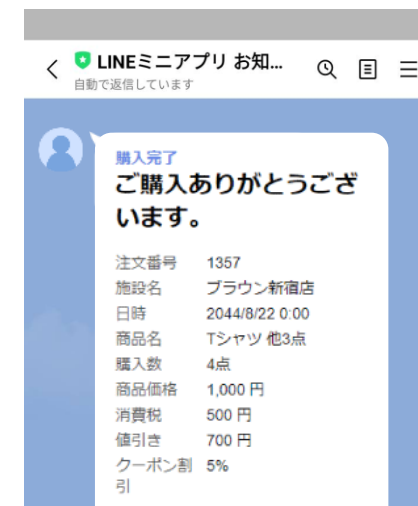 LINEミニアプリ お知...
自動で返信しています
購入完了
ご購入ありがとうござ
います。
注文番号 1357
施設名 ブラウン新宿店
日時 2044/8/22 0:00
商品名 Tシャツ 他3点
購入数 4点
商品価格 1,000 円
消費税 500 円
値引き 700 円
クーポン割 5%
引